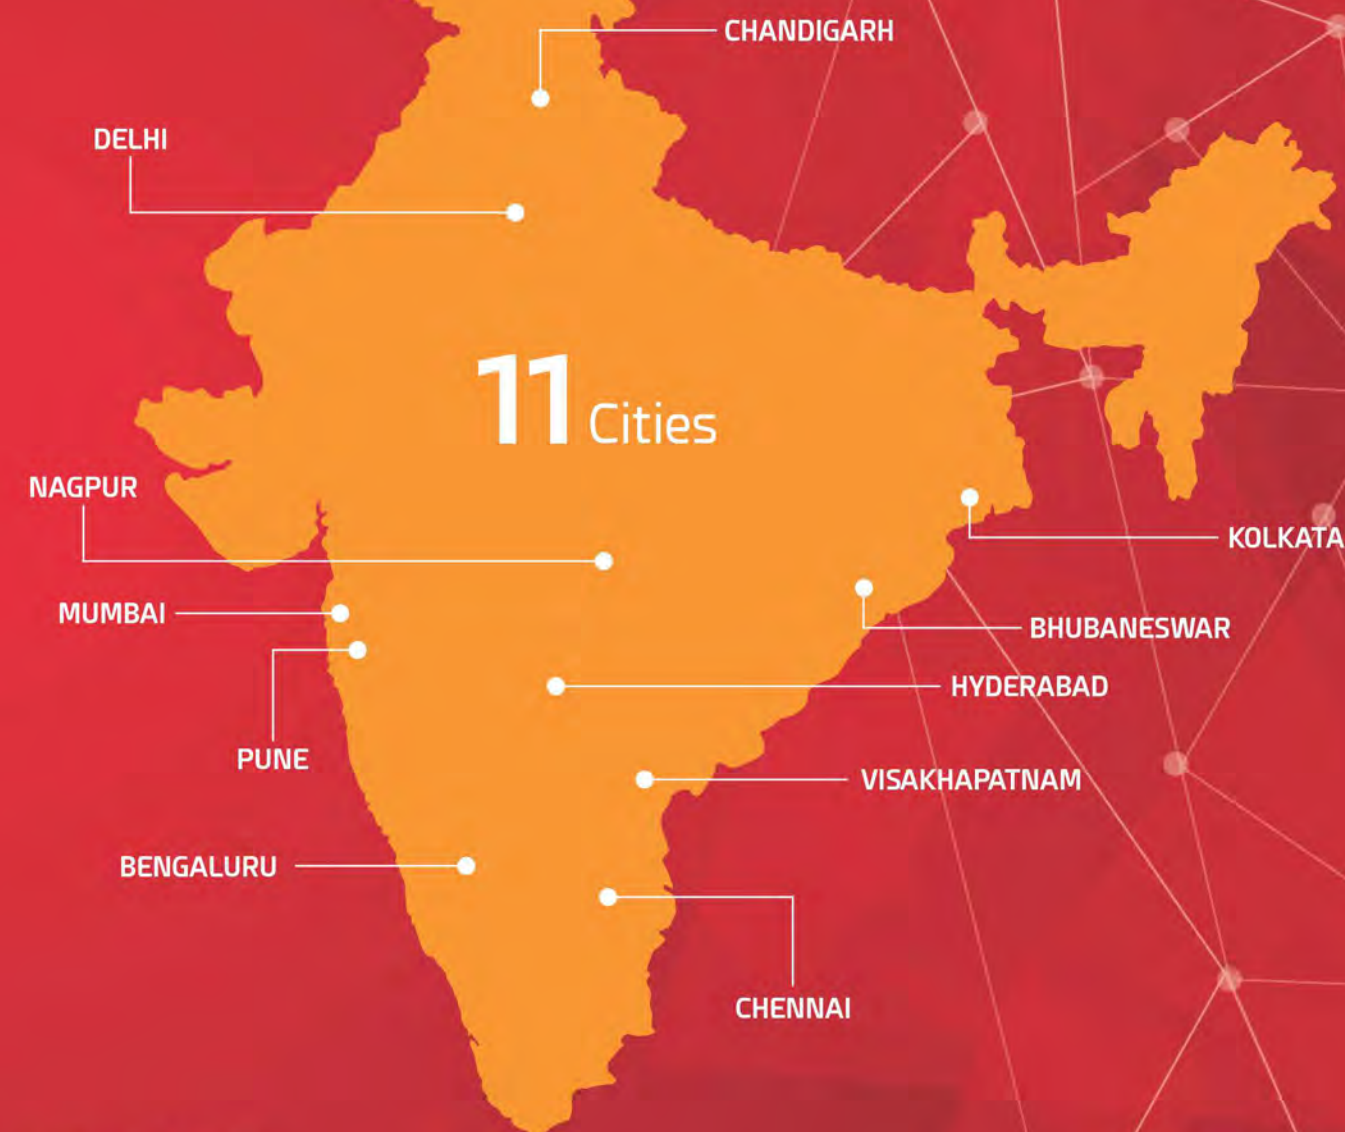 CHANDIGARH
DELHI
11 Cities
NAGPUR
KOLKATA
MUMBAI
BHUBANESWAR
HYDERABAD
PUNE
VISAKHAPATNAM
BENGALURU
CHENNAI